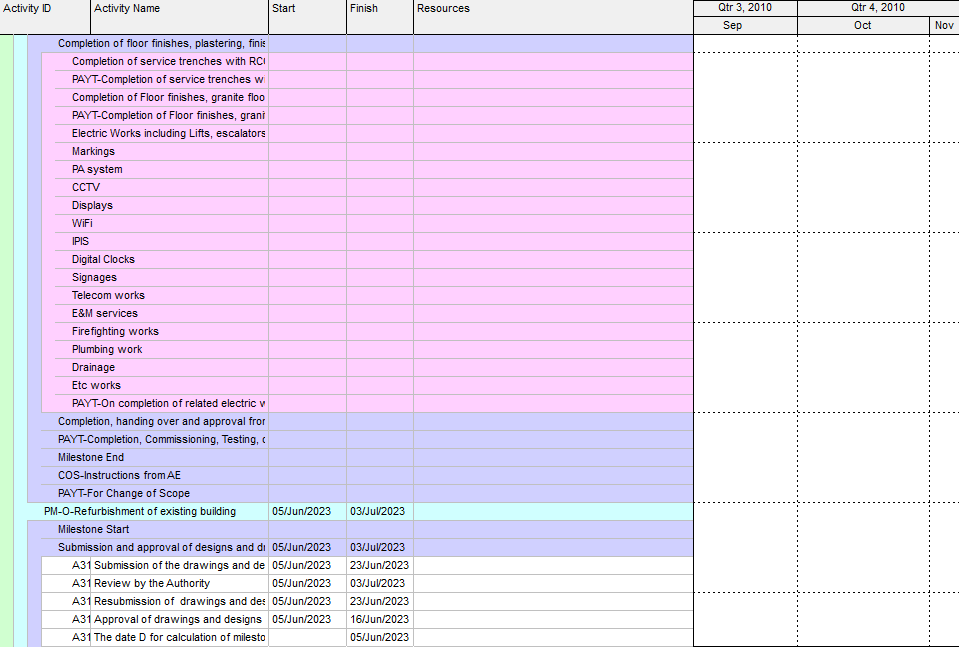 Activity ID Activity Name Start Finish Resources Qtr 3, 2010 Qtr 4, 2010
Sep Oct Nov
Completion of floor finishes, plastering, finis
Completion of service trenches with RC
PAYT-Completion of service trenches w
Completion of Floor finishes, granite floo
PAYT-Completion of Floor finishes, grani
Electric Works including Lifts, escalators
Markings
PA system
CCTV
Displays
WiFi
IPIS
Digital Clocks
Signages
Telecom works
E&M services
Firefighting works
Plumbing work
Drainage
Etc works
PAYT-On completion of related electric w
Completion, handing over and approval fror
PAYT-Completion, Commissioning, Testing, c
Milestone End
COS-Instructions from AE
PAYT-For Change of Scope
PM-O-Refurbishment of existing building 05/Jun/2023 03/Jul/2023
Milestone Start
Submission and approval of designs and dr 05/Jun/2023 03/Jul/2023
A31 Submission of the drawings and de 05/Jun/2023 23/Jun/2023
A31 Review by the Authority 05/Jun/2023 03/Jul/2023
A31 Resubmission of drawings and des 05/Jun/2023 23/Jun/2023
A31 Approval of drawings and designs 05/Jun/2023 16/Jun/2023
A31 The date D for calculation of milesto 05/Jun/2023